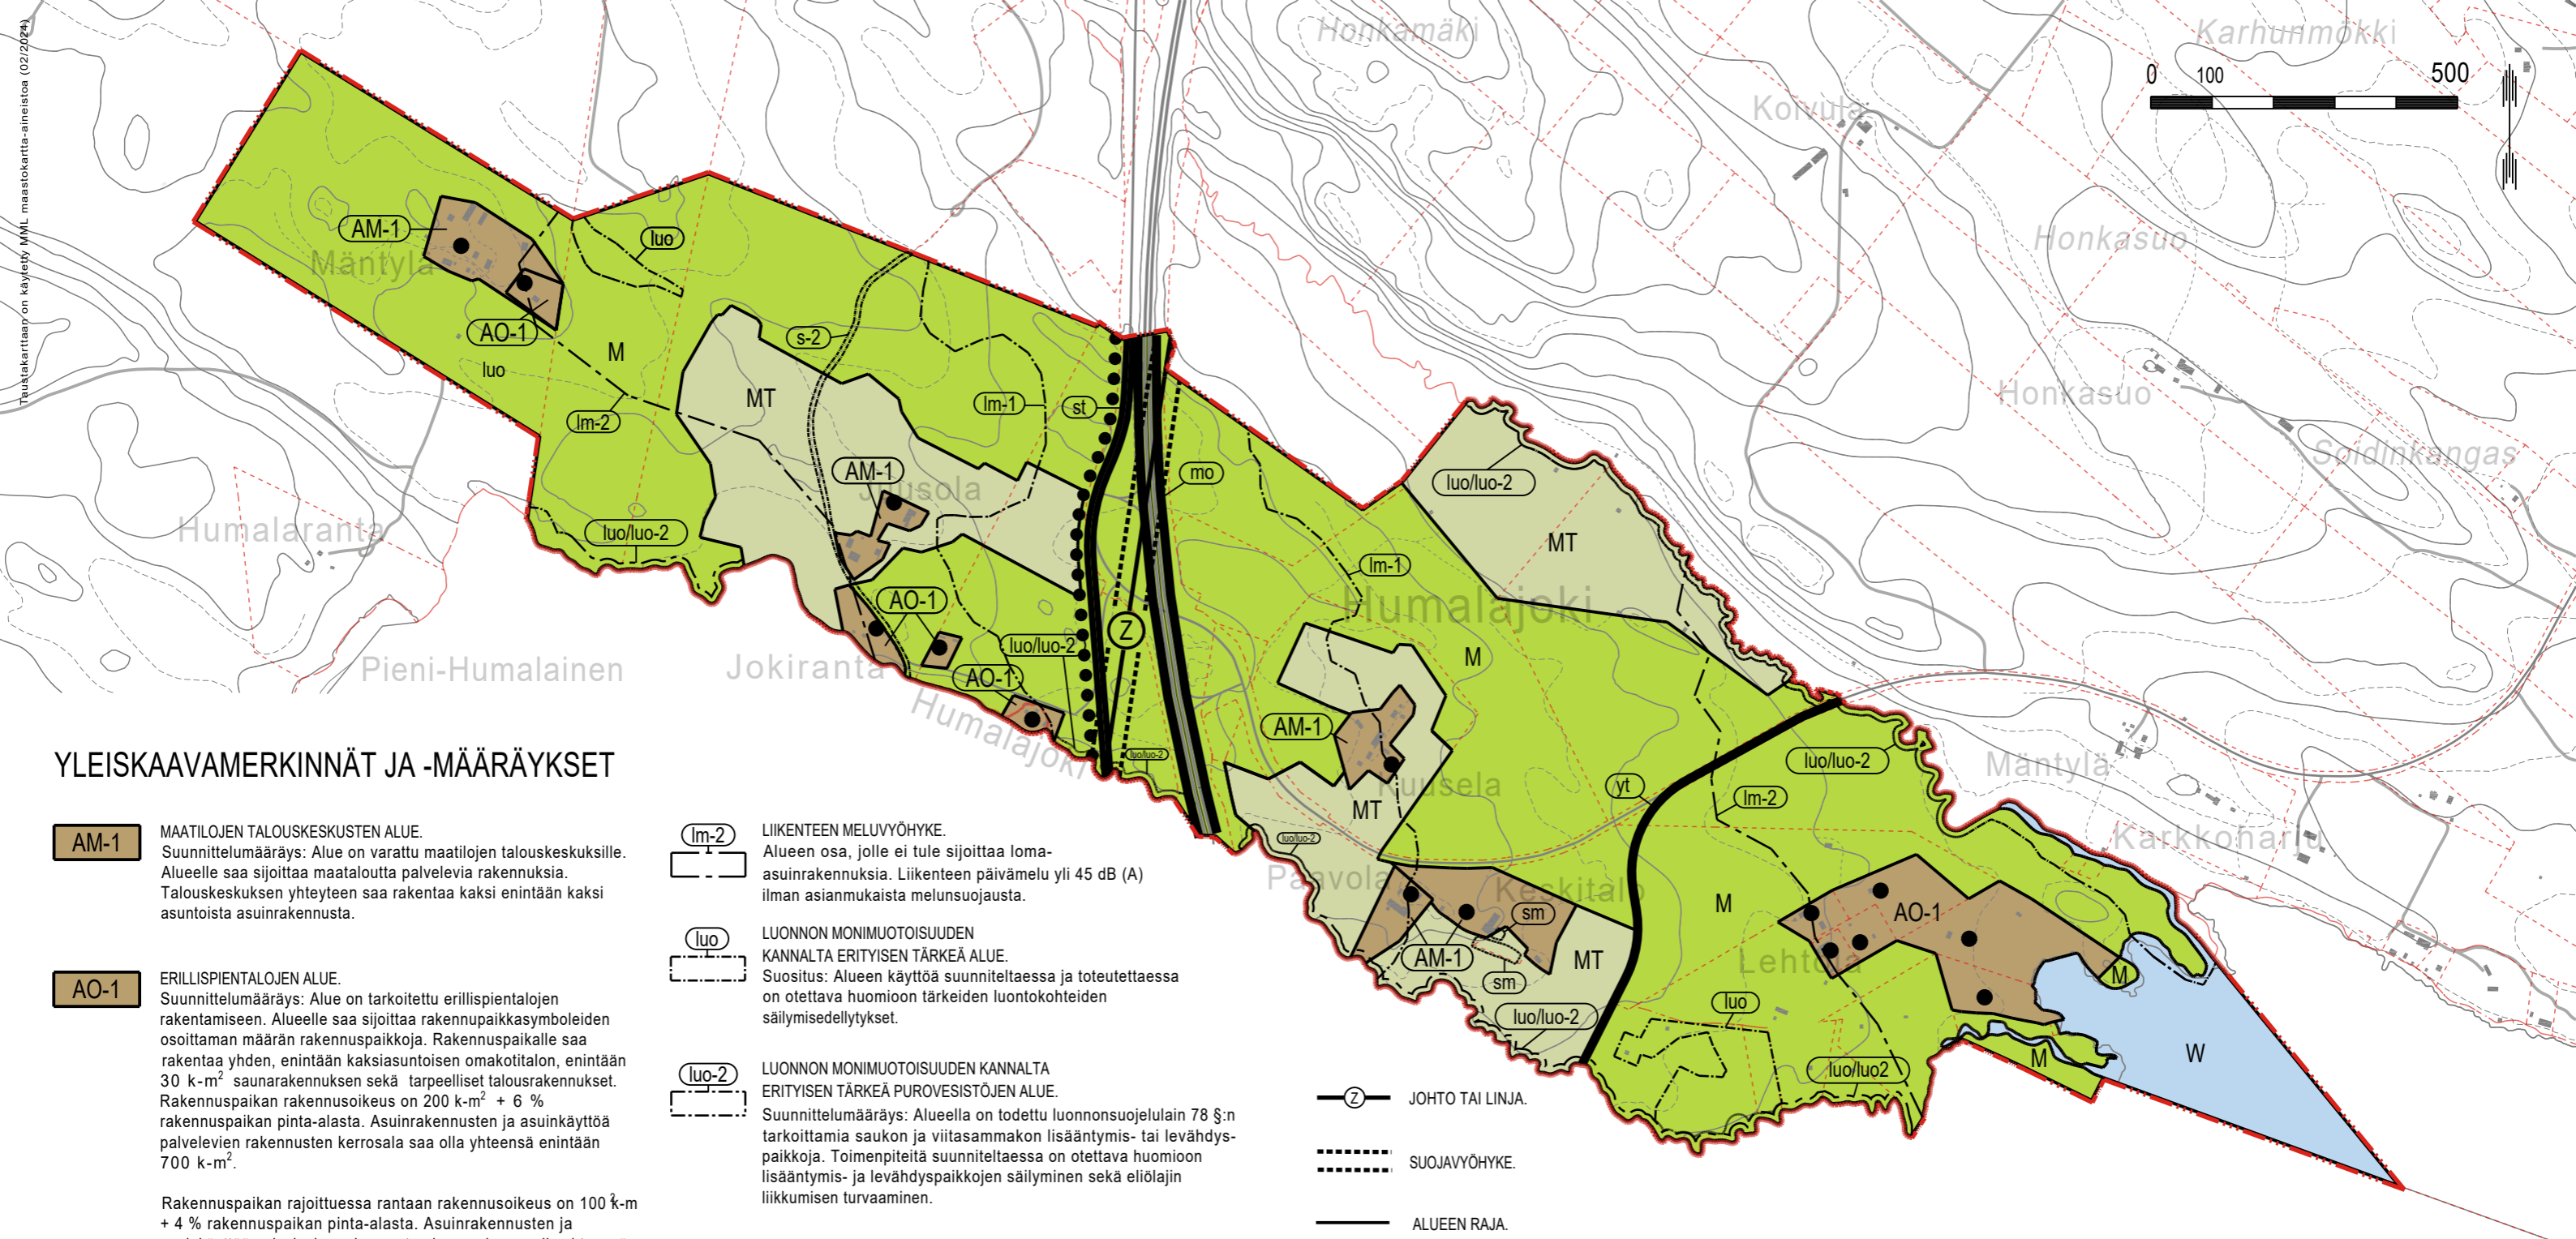 Taustakarttaan on käytetty MML maastokartta-aineistoa (02/2024)
Honkamäki
Karhunmökki
0 100 500
Koivula
Honkasuo
Honkasuo
Soidinkangas
AM-1
Mäntylä
AO-1
luo
luo
M
lm-2
s-2
MT
lm-1
st
mo
AM-1
Juusola
luo/luo-2
Humalaranta
luo/luo-2
MT
lm-1
Humalajoki
M
AO-1
luo/luo-2
Z
AO-1
Pieni-Humalainen
Jokiranta
Humalajoki
luo/luo-2
AM-1
Kuusela
MT
yt
lm-2
luo/luo-2
Mäntylä
Karkkonarju
luo/luo-2
Paavola
Keskitalo
sm
AM-1
sm
MT
luo/luo-2
M
AO-1
Lehtola
luo
M
M
W
luo/luo2
YLEISKAAVAMERKINNÄT JA -MÄÄRÄYKSET
AM-1
MAATILOJEN TALOUSKESKUSTEN ALUE.
Suunnittelumääräys: Alue on varattu maatilojen talouskeskuksille.
Alueelle saa sijoittaa maataloutta palvelevia rakennuksia.
Talouskeskuksen yhteyteen saa rakentaa kaksi enintään kaksi
asuntoista asuinrakennusta.
AO-1
ERILLISPIENTALOJEN ALUE.
Suunnittelumääräys: Alue on tarkoitettu erillispientalojen
rakentamiseen. Alueelle saa sijoittaa rakennupaikkasymboleiden
osoittaman määrän rakennuspaikkoja. Rakennuspaikalle saa
rakentaa yhden, enintään kaksiasuntoisen omakotitalon, enintään
30 k-m² saunarakennuksen sekä tarpeelliset talousrakennukset.
Rakennuspaikan rakennusoikeus on 200 k-m² + 6 %
rakennuspaikan pinta-alasta. Asuinrakennusten ja asuinkäyttöä
palvelevien rakennusten kerrosala saa olla yhteensä enintään
700 k-m².
Rakennuspaikan rajoittuessa rantaan rakennusoikeus on 100 k-m²
+ 4 % rakennuspaikan pinta-alasta. Asuinrakennusten ja
lm-2
LIIKENTEEN MELUVYÖHYKE.
Alueen osa, jolle ei tule sijoittaa loma-
asuinrakennuksia. Liikenteen päivämelu yli 45 dB (A)
ilman asianmukaista melunsuojausta.
luo
LUONNON MONIMUOTOISUUDEN
KANNALTA ERITYISEN TÄRKEÄ ALUE.
Suositus: Alueen käyttöä suunniteltaessa ja toteutettaessa
on otettava huomioon tärkeiden luontokohteiden
säilymisedellytykset.
luo-2
LUONNON MONIMUOTOISUUDEN KANNALTA
ERITYISEN TÄRKEÄ PUROVESISTÖJEN ALUE.
Suunnittelumääräys: Alueella on todettu luonnonsuojelulain 78 §:n
tarkoittamia saukon ja viitasammakon lisääntymis- tai levähdys-
paikkoja. Toimenpiteitä suunniteltaessa on otettava huomioon
lisääntymis- ja levähdyspaikkojen säilyminen sekä eliölajin
liikkumisen turvaaminen.
Z
JOHTO TAI LINJA.
SUOJAVYÖHYKE.
ALUEEN RAJA.